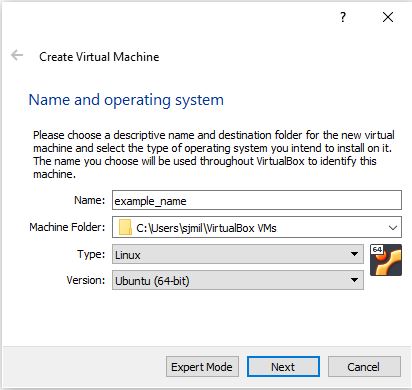 ?
Create Virtual Machine
Name and operating system
Please choose a descriptive name and destination folder for the new virtual
machine and select the type of operating system you intend to install on it.
The name you choose will be used throughout VirtualBox to identify this
machine.
Name: example_name
Machine Folder: C:\Users\sjmil\VirtualBox VMs
Type: Linux
64
Version: Ubuntu (64-bit)
Expert Mode Next Cancel